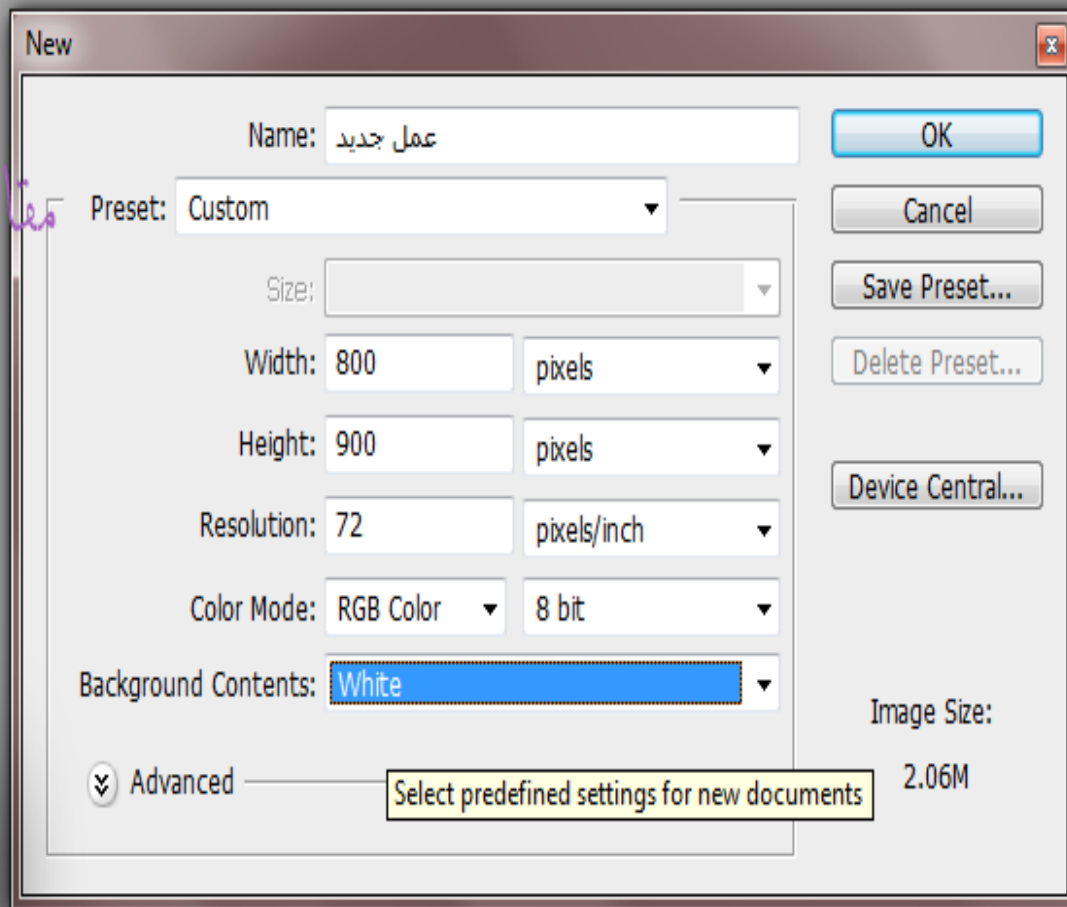 New
Name: عمل جديد
OK
Preset: Custom
Cancel
Size:
Save Preset...
Width: 800 pixels
Delete Preset...
Height: 900 pixels
Device Central...
Resolution: 72 pixels/inch
Color Mode: RGB Color 8 bit
Background Contents: White
Image Size:
2.06M
Advanced
Select predefined settings for new documents